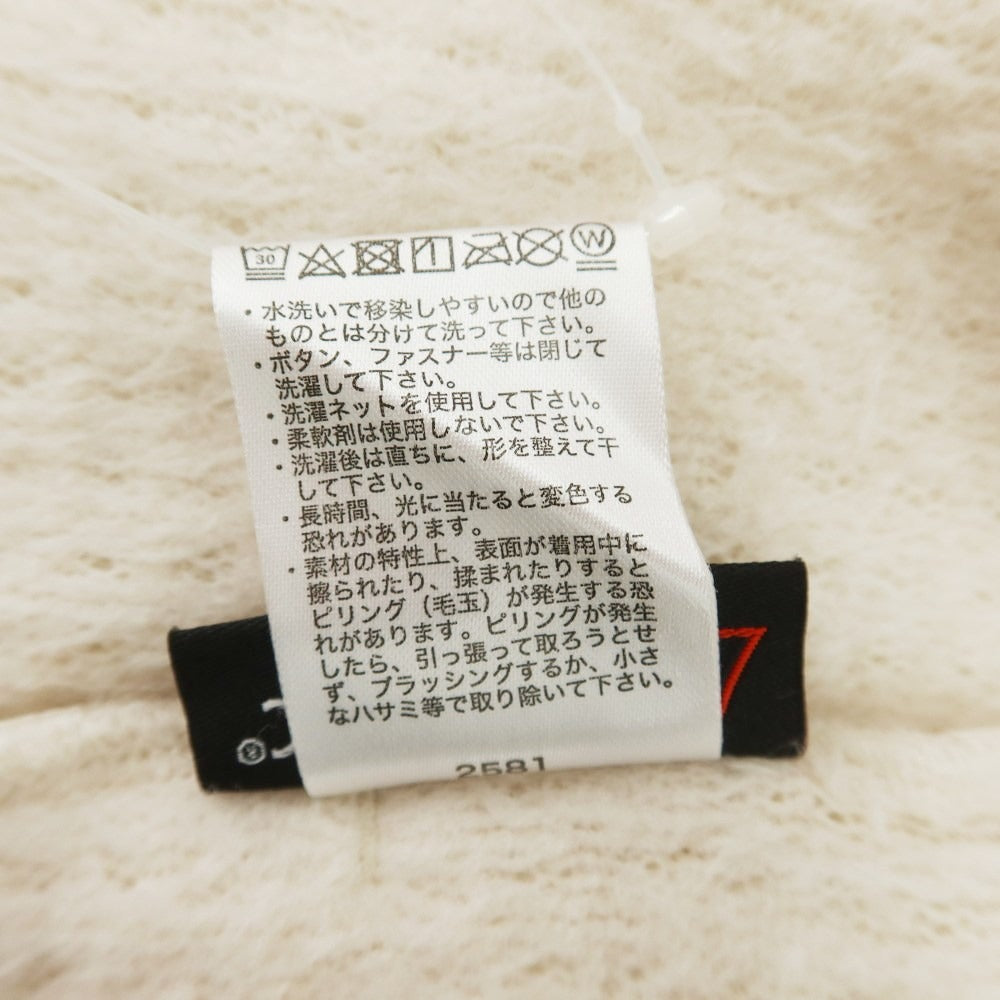 30 W
・水洗いで移染しやすいので他の
ものとは分けて洗って下さい。
・ボタン、ファスナー等は閉じて
洗濯して下さい。
・洗濯ネットを使用して下さい。
・柔軟剤は使用しないで下さい。
・洗濯後は直ちに、形を整えて干
して下さい。
・長時間、光に当たると変色する
恐れがあります。
・素材の特性上、表面が着用中に
擦られたり、揉まれたりすると
ピリング（毛玉）が発生する恐
れがあります。ピリングが発生
したら、引っ張って取ろうとせ
ず、ブラッシングするか、小さ
なハサミ等で取り除いて下さい。
2581
®